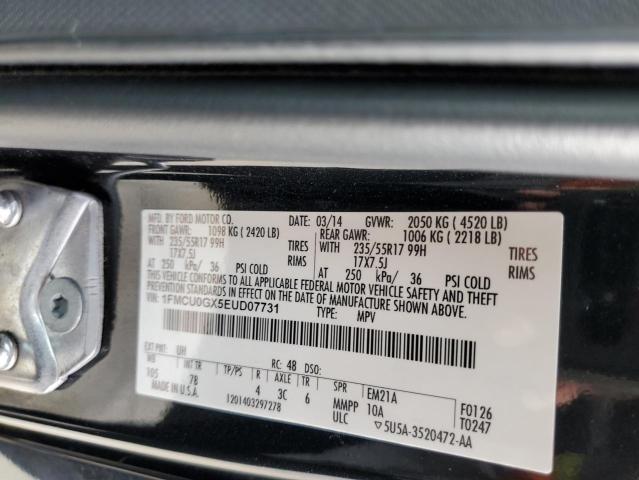 MFD. BY FORD MOTOR CO.
DATE: 03/14 GVWR: 2050 KG ( 4520 LB)
FRONT GAWR: 1098 KG ( 2420 LB) REAR GAWR: 1006 KG ( 2218 LB)
235/55R17 99H TIRES 235/55R17 99H TIRES
17X7.5J RIMS 17X7.5J RIMS
AT 250 kPa/ 36 PSI COLD AT 250 kPa/ 36 PSI COLD
THIS VEHICLE CONFORMS TO ALL APPLICABLE FEDERAL MOTOR VEHICLE SAFETY AND THEFT
PREVENTION STANDARDS IN EFFECT ON THE DATE OF MANUFACTURE SHOWN ABOVE.
VIN: 1FMCU0GX5EUD07731 TYPE: MPV
EXT PNT: UH RC: 48 DSO:
WB INT TR TP/PS R AXLE TR SPR EM21A
105 78 4 3C 6 MMPP 10A F0126
MADE IN U.S.A. 1201403297278 ULC T0247
▽5U5A-3520472-AA